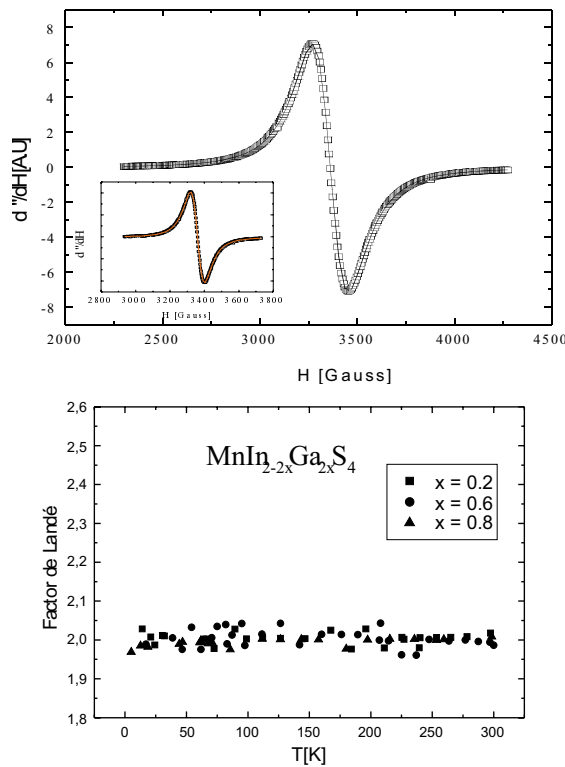 8
6
4
2
0
-2
-4
-6
-8
d "/dH[AU]
d "/dH
2800 3000 3200 3400 3600 3800
H [Gauss]
2000 2500 3000 3500 4000 4500
H [Gauss]
2,6
2,5
2,4
2,3
2,2
2,1
2,0
1,9
1,8
Factor de Landé
MnIn2-2xGa2xS4
x = 0.2
x = 0.6
x = 0.8
0 50 100 150 200 250 300
T[K]